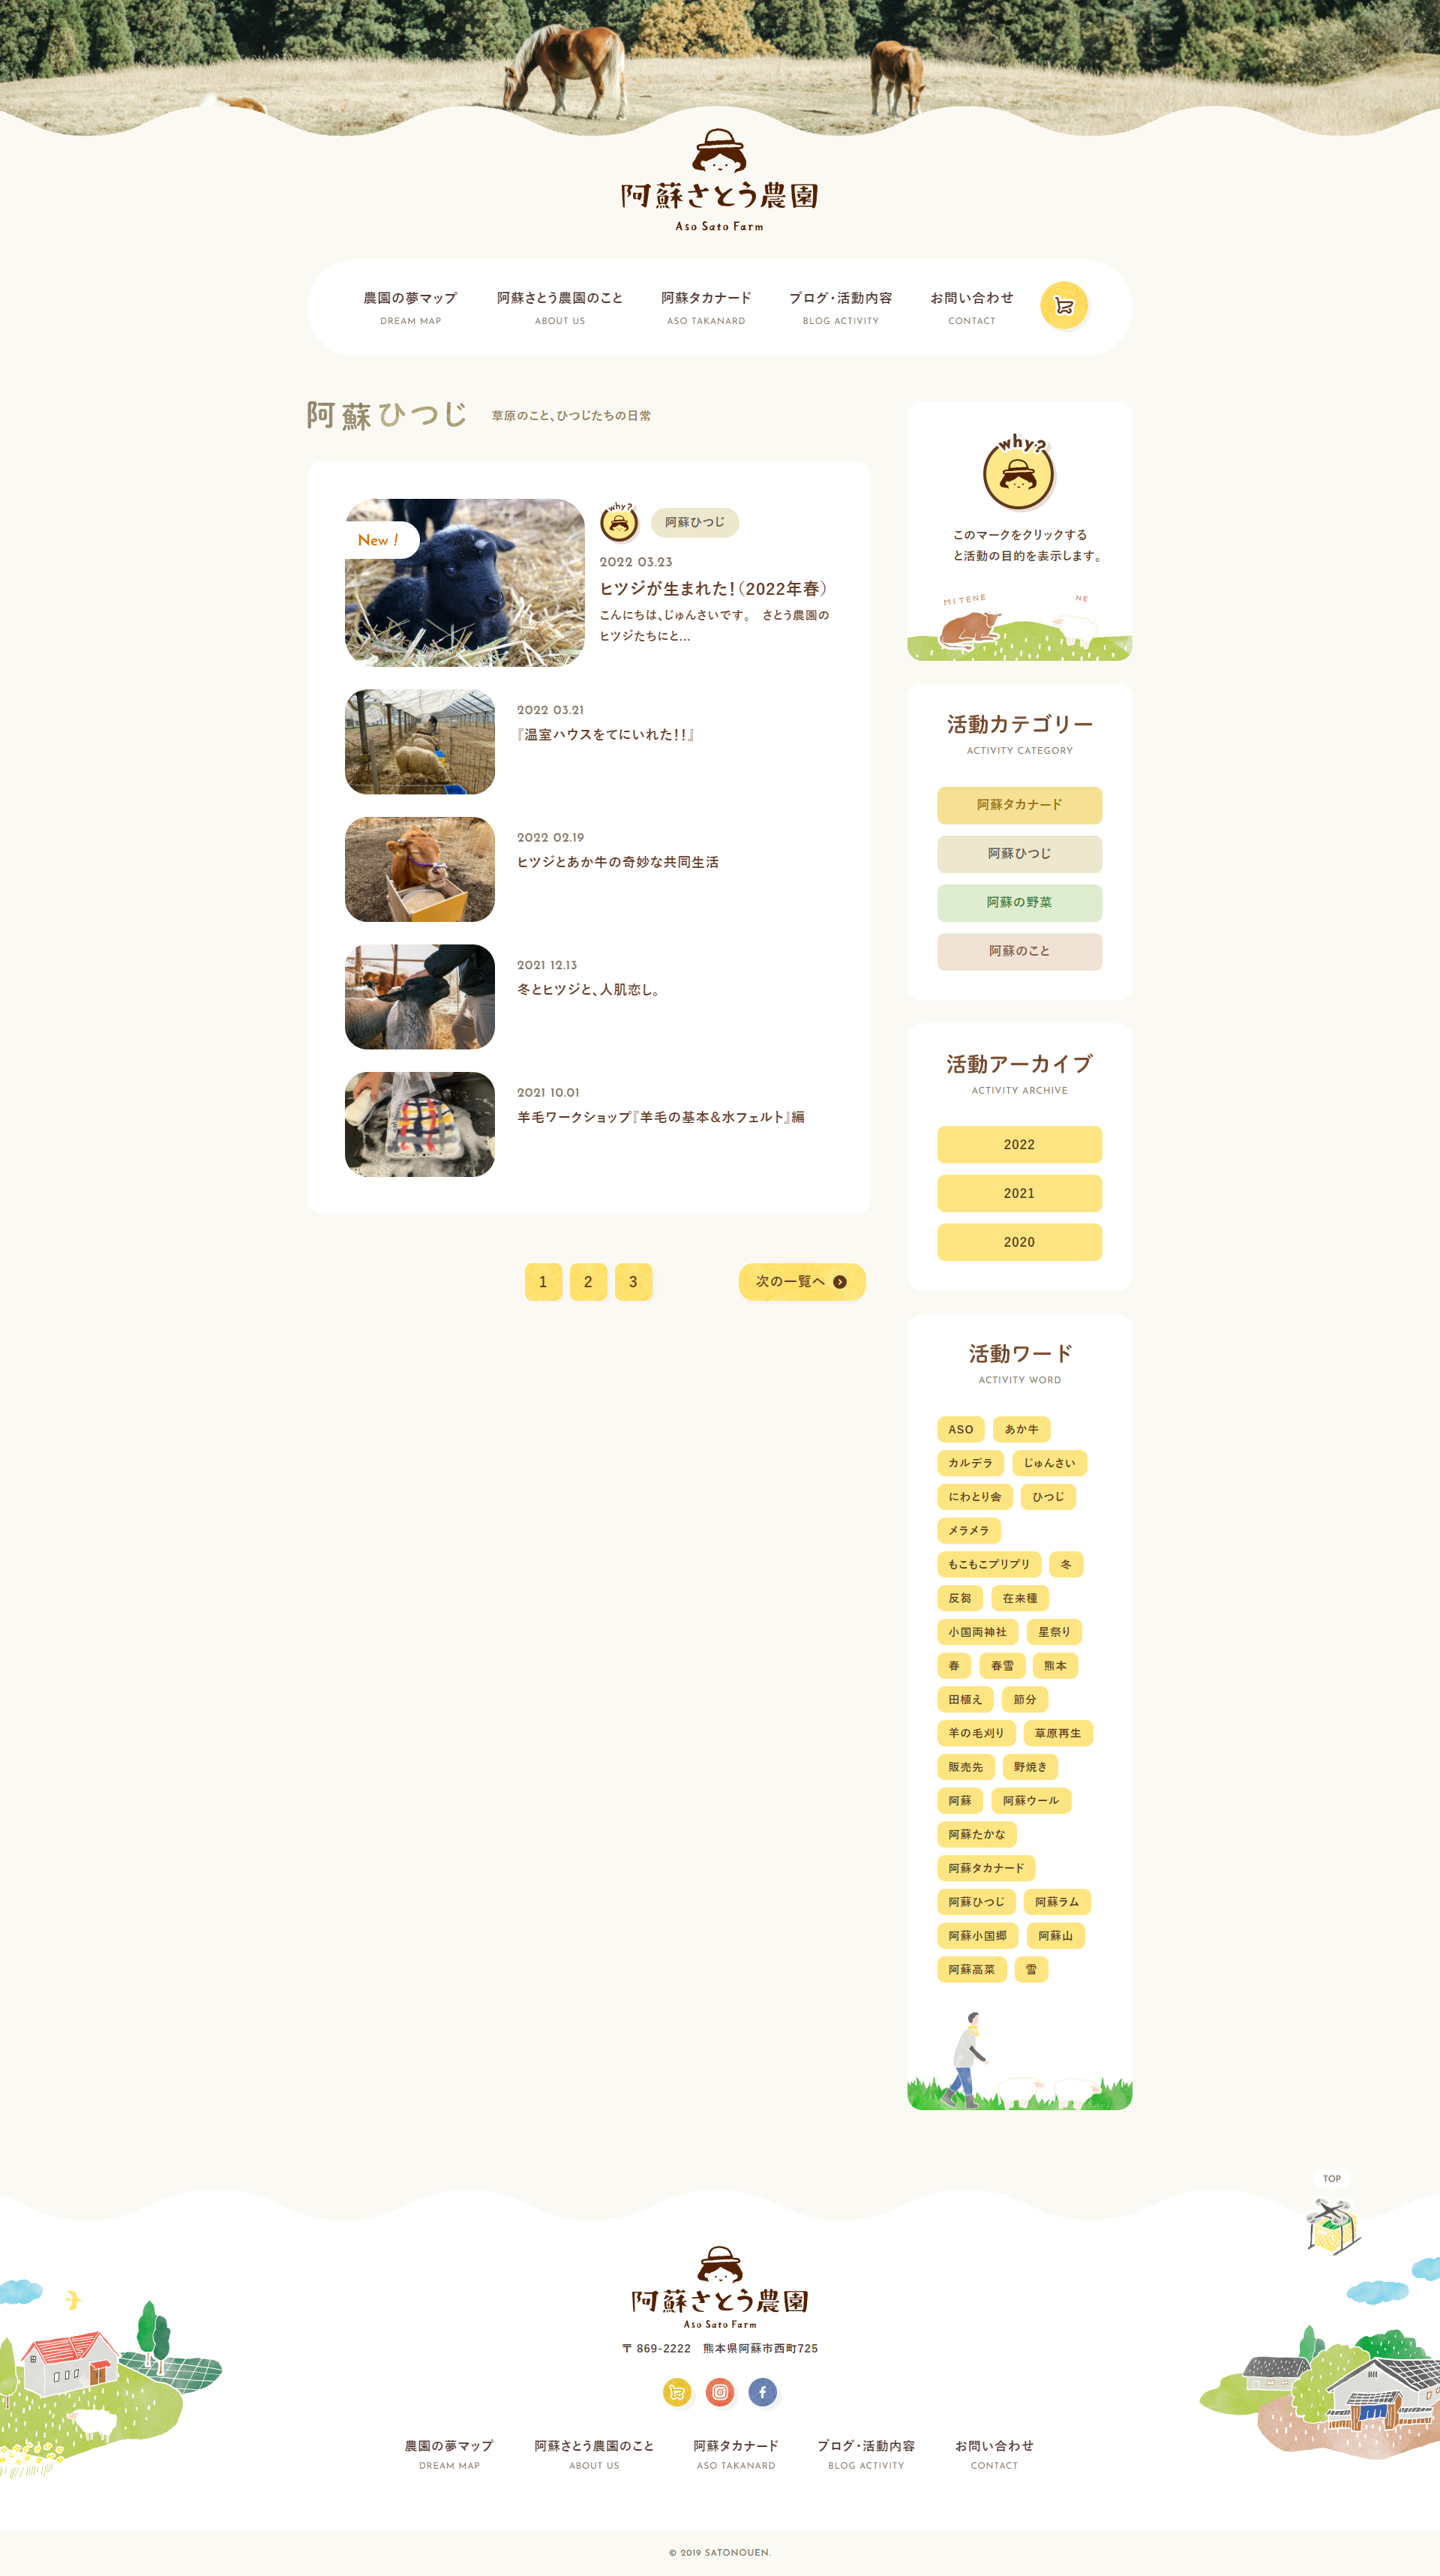 阿蘇さとう農園
Aso Sato Farm
農園の夢マップ
DREAM MAP
阿蘇さとう農園のこと
ABOUT US
阿蘇タカナード
ASO TAKANARD
ブログ・活動内容
BLOG ACTIVITY
お問い合わせ
CONTACT
阿蘇ひつじ
草原のこと、ひつじたちの日常
New !
why?
阿蘇ひつじ
2022 03.23
ヒツジが生まれた!(2022年春)
こんにちは、じゅんさいです。 さとう農園の
ヒツジたちにと…
2022 03.21
『温室ハウスをてにいれた!!』
2022 02.19
ヒツジとあか牛の奇妙な共同生活
2021 12.13
冬とヒツジと、人肌恋し。
2021 10.01
羊毛ワークショップ『羊毛の基本&水フェルト』編
1
2
3
次の一覧へ
why?
このマークをクリックする
と活動の目的を表示します。
MITENE
NE
活動カテゴリー
ACTIVITY CATEGORY
阿蘇タカナード
阿蘇ひつじ
阿蘇の野菜
阿蘇のこと
活動アーカイブ
ACTIVITY ARCHIVE
2022
2021
2020
活動ワード
ACTIVITY WORD
ASO あか牛
カルデラ じゅんさい
にわとり舎 ひつじ
メラメラ
もこもこプリプリ 冬
反芻 在来種
小国両神社 星祭り
春 春雪 熊本
田植え 節分
羊の毛刈り 草原再生
販売先 野焼き
阿蘇 阿蘇ウール
阿蘇たかな
阿蘇タカナード
阿蘇ひつじ 阿蘇ラム
阿蘇小国郷 阿蘇山
阿蘇高菜 雪
TOP
阿蘇さとう農園
Aso Sato Farm
〒 869-2222 熊本県阿蘇市西町725
農園の夢マップ
DREAM MAP
阿蘇さとう農園のこと
ABOUT US
阿蘇タカナード
ASO TAKANARD
ブログ・活動内容
BLOG ACTIVITY
お問い合わせ
CONTACT
© 2019 SATONOUEN.